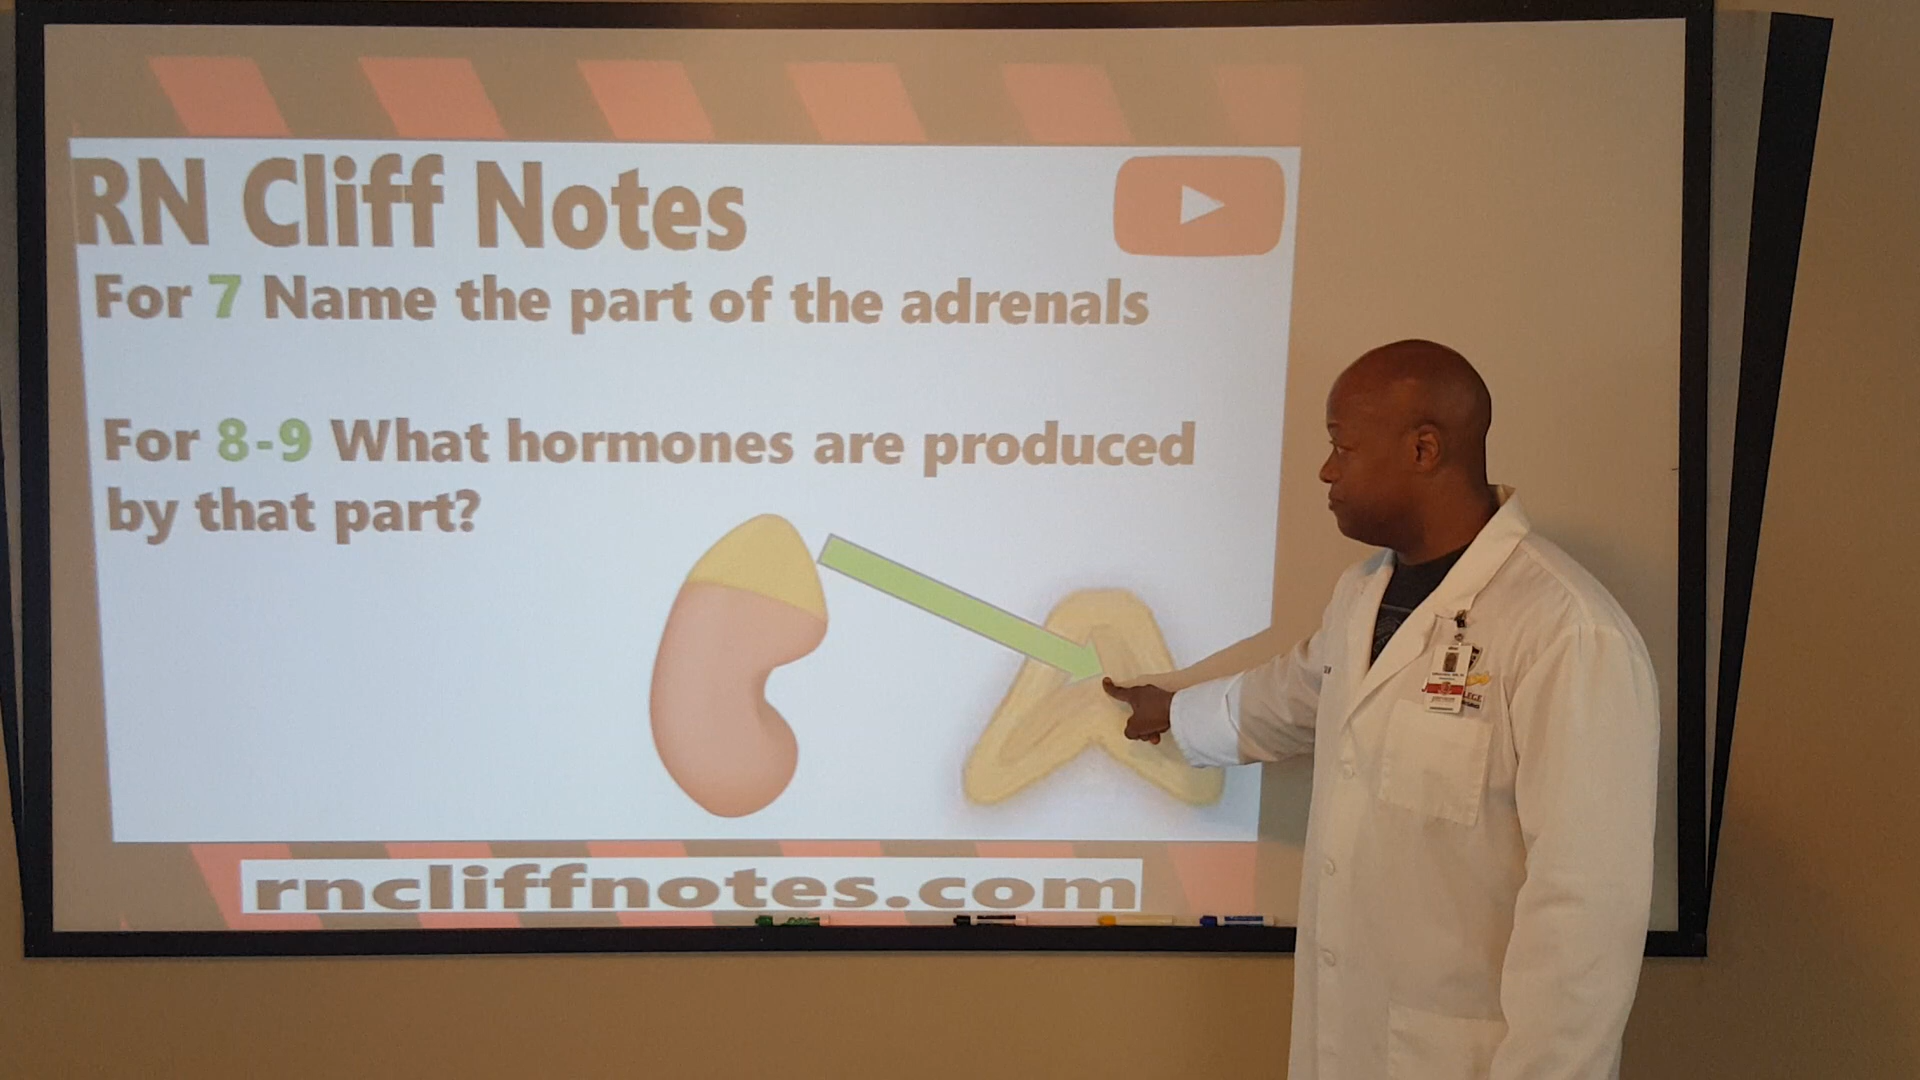 RN Cliff Notes
For 7 Name the part of the adrenals
For 8-9 What hormones are produced
by that part?
rncliffnotes.com